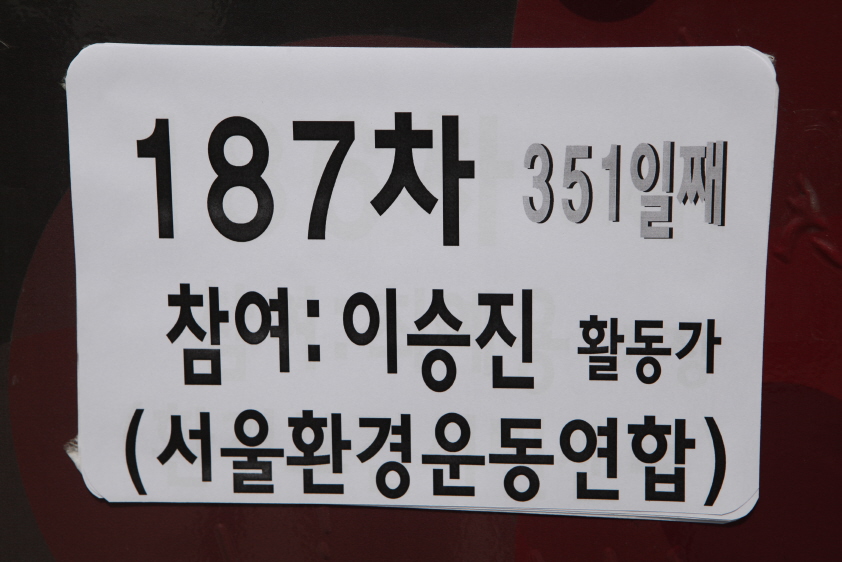 187차 351일째
참여: 이승진 활동가
(서울환경운동연합)